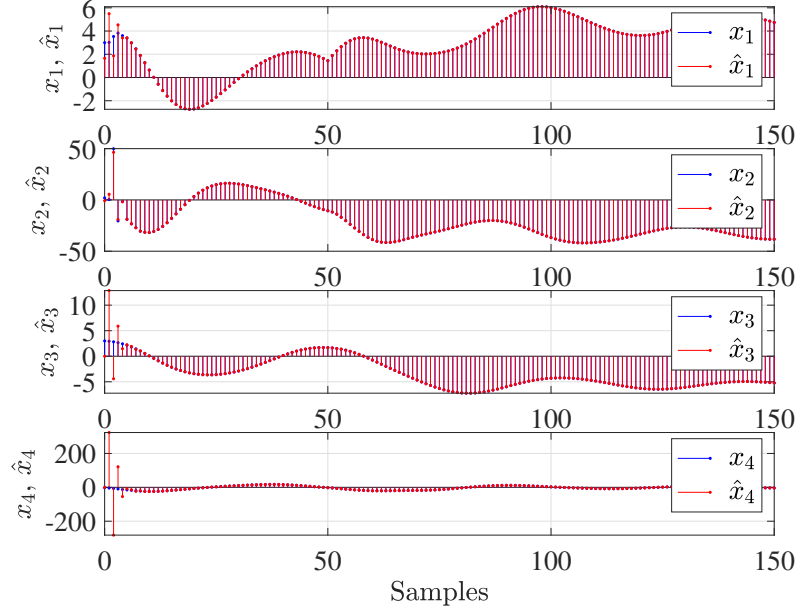 6
4
2
0
-2
x₁, x̂₁
x₁
x̂₁
0 50 100 150
50
0
-50
x₂, x̂₂
x₂
x̂₂
0 50 100 150
10
5
0
-5
x₃, x̂₃
x₃
x̂₃
0 50 100 150
200
0
-200
x₄, x̂₄
x₄
x̂₄
0 50 100 150
Samples